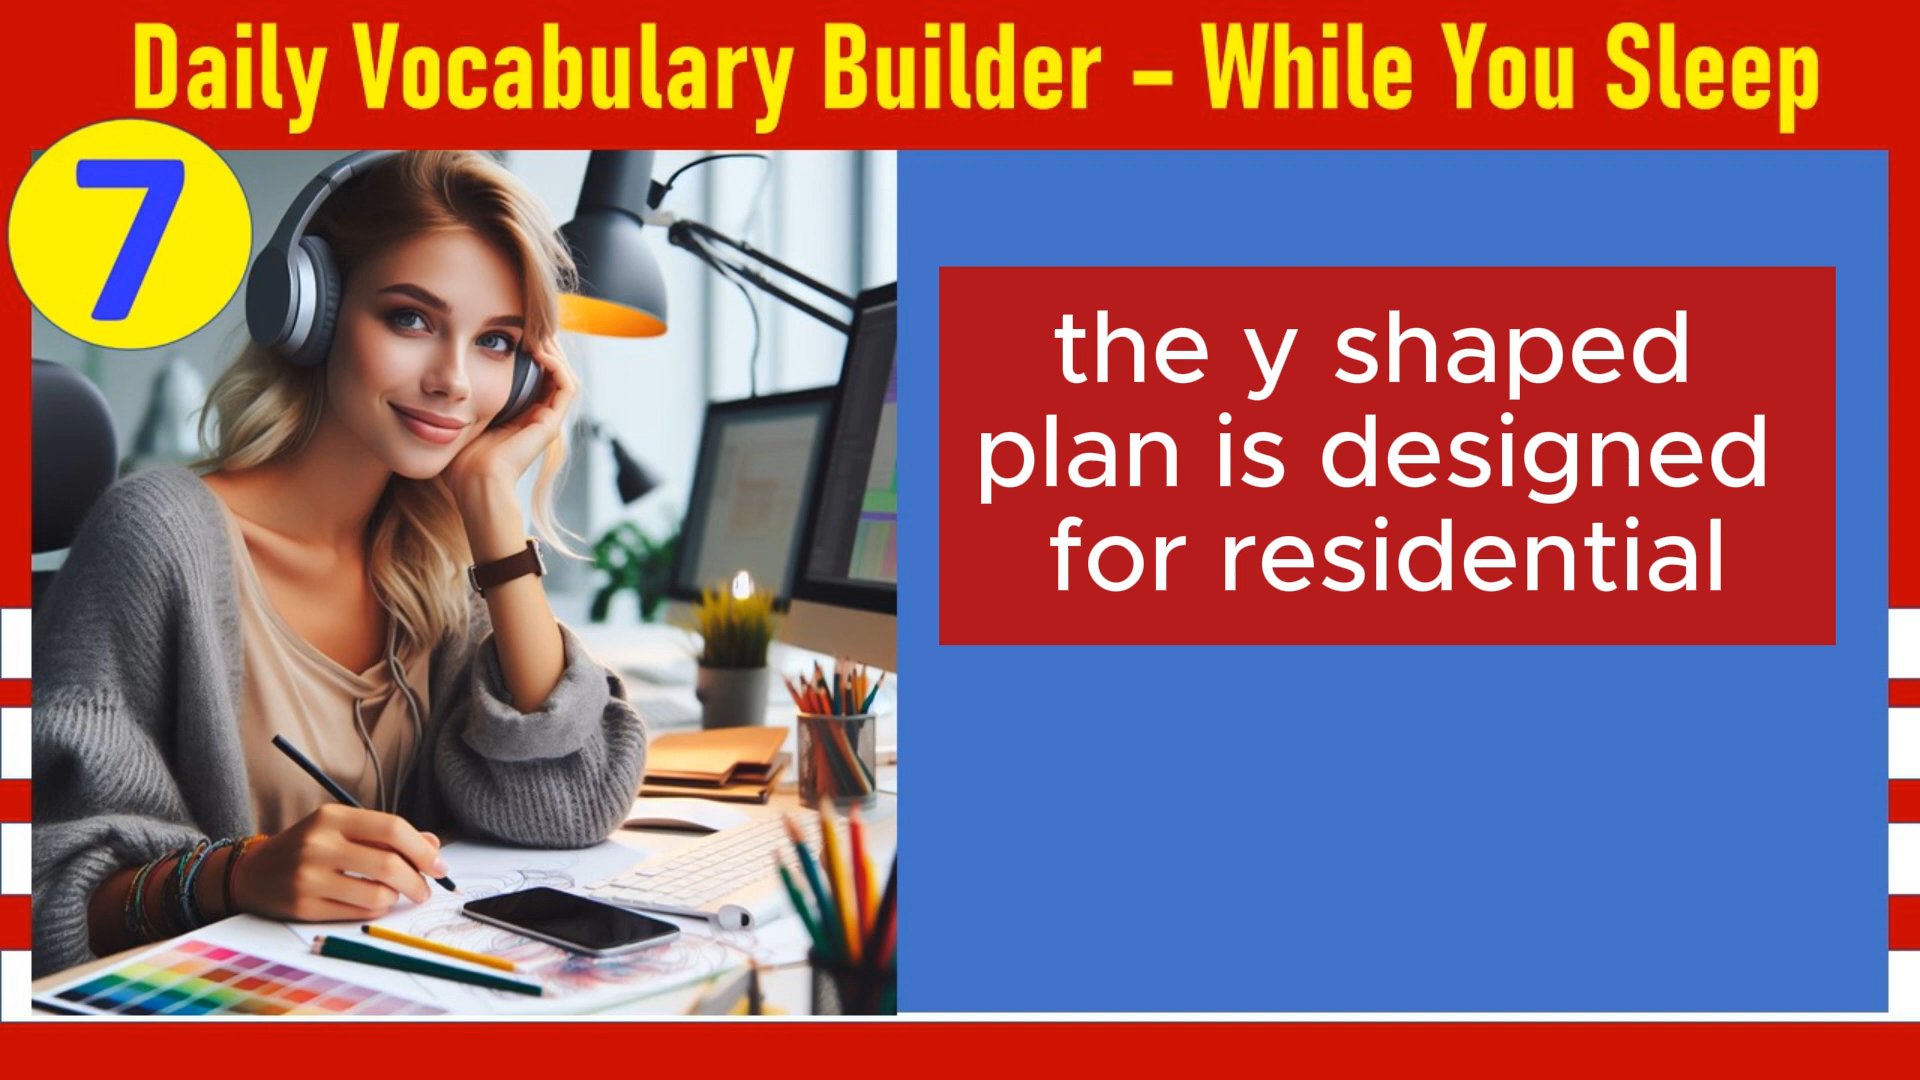 Daily Vocabulary Builder – While You Sleep
7
the y shaped
plan is designed
for residential